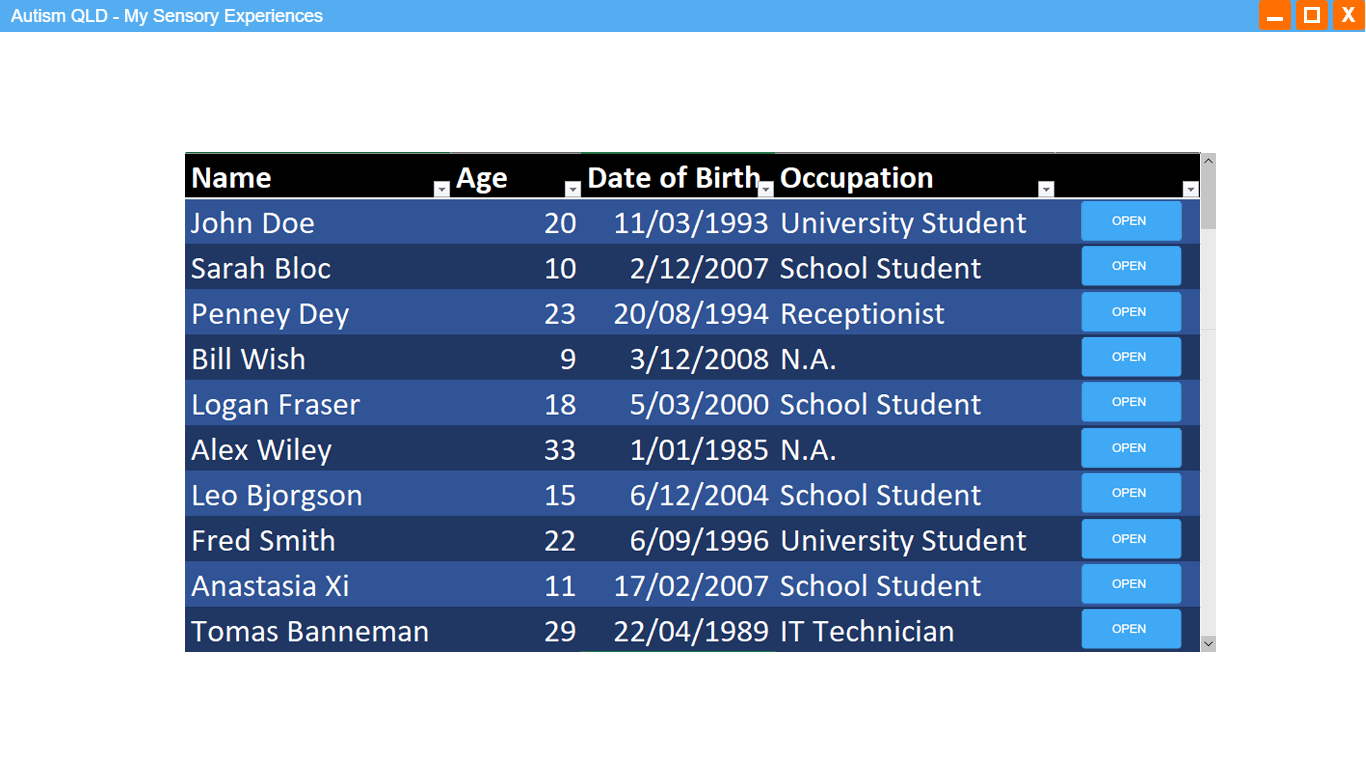 Autism QLD - My Sensory Experiences
Name Age Date of Birth Occupation
John Doe 20 11/03/1993 University Student OPEN
Sarah Bloc 10 2/12/2007 School Student OPEN
Penney Dey 23 20/08/1994 Receptionist OPEN
Bill Wish 9 3/12/2008 N.A. OPEN
Logan Fraser 18 5/03/2000 School Student OPEN
Alex Wiley 33 1/01/1985 N.A. OPEN
Leo Bjorgson 15 6/12/2004 School Student OPEN
Fred Smith 22 6/09/1996 University Student OPEN
Anastasia Xi 11 17/02/2007 School Student OPEN
Tomas Banneman 29 22/04/1989 IT Technician OPEN